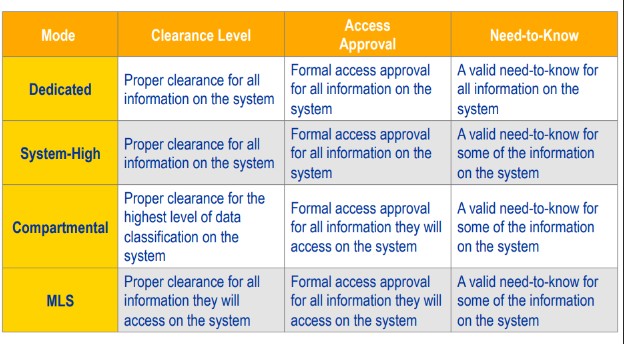 Mode
Clearance Level
Access
Approval
Need-to-Know
Dedicated
Proper clearance for all
information on the system
Formal access approval
for all information on the
system
A valid need-to-know for
all information on the
system
System-High
Proper clearance for all
information on the system
Formal access approval
for all information on the
system
A valid need-to-know for
some of the information
on the system
Compartmental
Proper clearance for the
highest level of data
classification on the
system
Formal access approval
for all information they will
access on the system
A valid need-to-know for
some of the information
on the system
MLS
Proper clearance for all
information they will
access on the system
Formal access approval
for all information they will
access on the system
A valid need-to-know for
some of the information
on the system